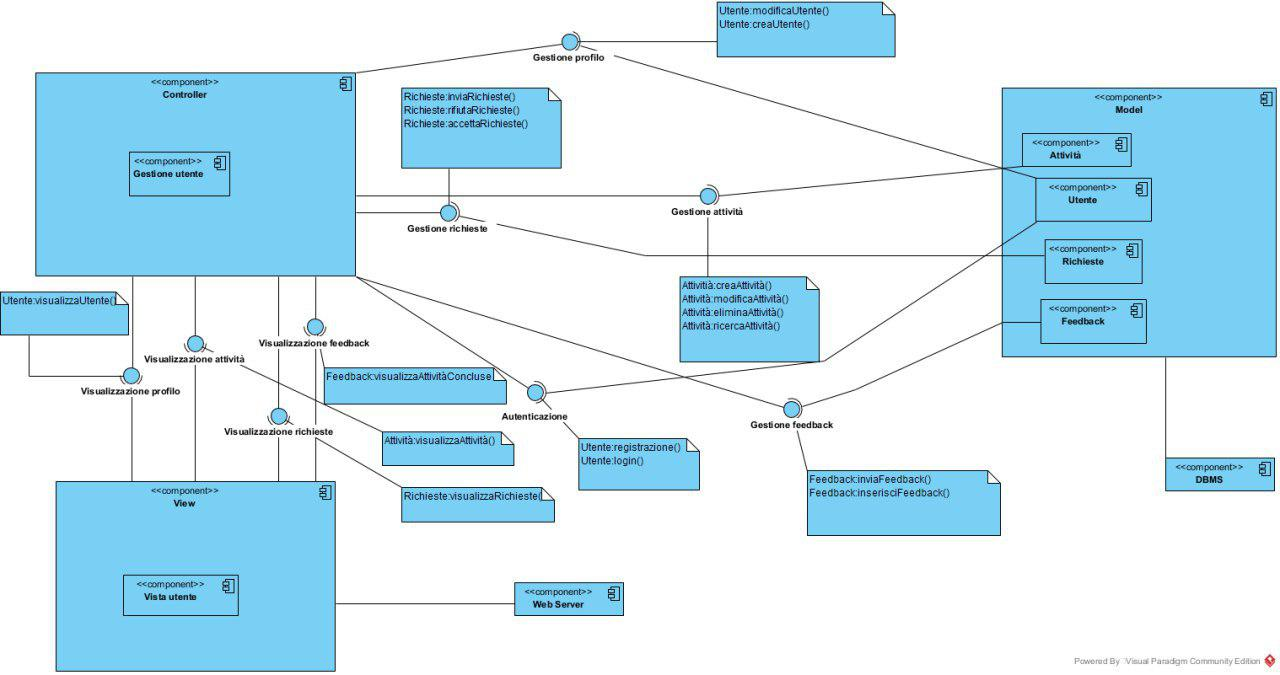 Utente:modificaUtente()
Utente:creaUtente()
Gestione profilo
<<component>>
Controller
<<component>>
Gestione utente
Richieste:inviaRichieste()
Richieste:rifiutaRichieste()
Richieste:accettaRichieste()
Gestione richieste
Gestione attività
<<component>>
Model
<<component>>
Attività
<<component>>
Utente
<<component>>
Richieste
<<component>>
Feedback
Attivitià:creaAttività()
Attività:modificaAttività()
Attività:eliminaAttività()
Attività:ricercaAttività()
Utente:visualizzaUtente()
Visualizzazione feedback
Visualizzazione attività
Visualizzazione profilo
Feedback:visualizzaAttivitàConcluse
Autenticazione
Gestione feedback
Visualizzazione richieste
Attività:visualizzaAttività()
Utente:registrazione()
Utente:login()
Richieste:visualizzaRichieste(
Feedback:inviaFeedback()
Feedback:inserisciFeedback()
<<component>>
DBMS
<<component>>
View
<<component>>
Vista utente
<<component>>
Web Server
Powered By Visual Paradigm Community Edition